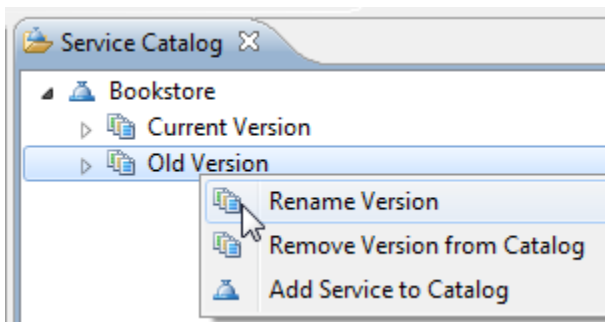 Service Catalog
Bookstore
Current Version
Old Version
Rename Version
Remove Version from Catalog
Add Service to Catalog